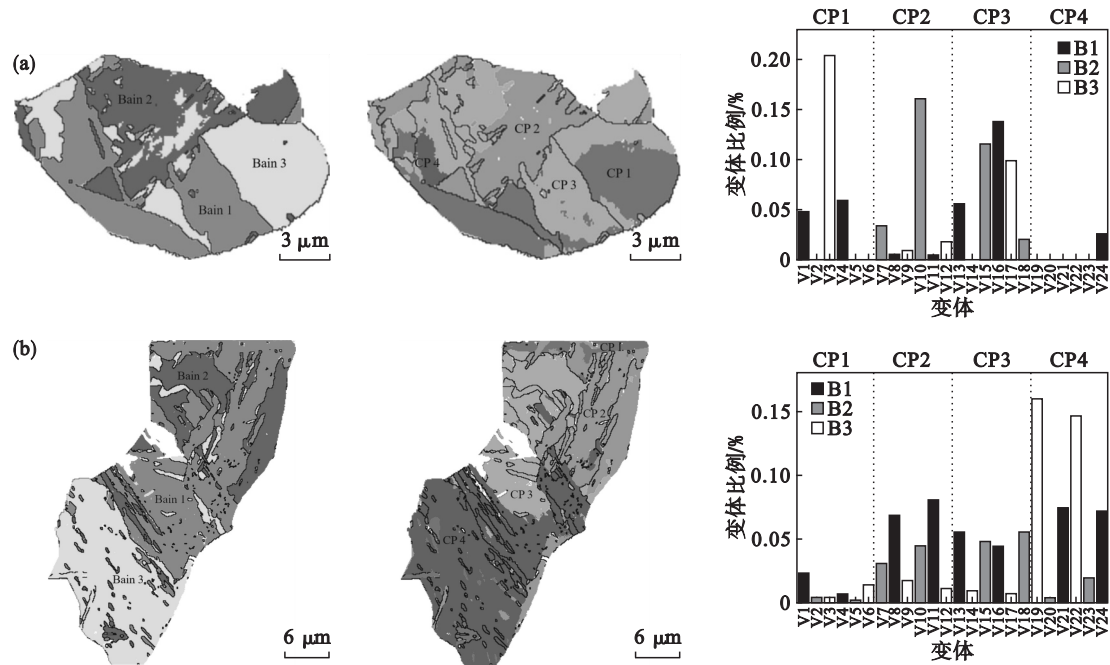 (a)
Bain 2
Bain 3
Bain 1
3 μm
CP 2
CP 4
CP 3
CP 1
3 μm
CP1 CP2 CP3 CP4
B1
B2
B3
0.20
0.15
0.10
0.05
0
变体比例/%
V1 V2 V3 V4 V5 V6 V7 V8 V9 V10 V11 V12 V13 V14 V15 V16 V17 V18 V19 V20 V21 V22 V23 V24
变体
(b)
Bain 2
Bain 1
Bain 3
6 μm
CP 1
CP 2
CP 3
CP 4
6 μm
CP1 CP2 CP3 CP4
B1
B2
B3
0.15
0.10
0.05
0
变体比例/%
V1 V2 V3 V4 V5 V6 V7 V8 V9 V10 V11 V12 V13 V14 V15 V16 V17 V18 V19 V20 V21 V22 V23 V24
变体